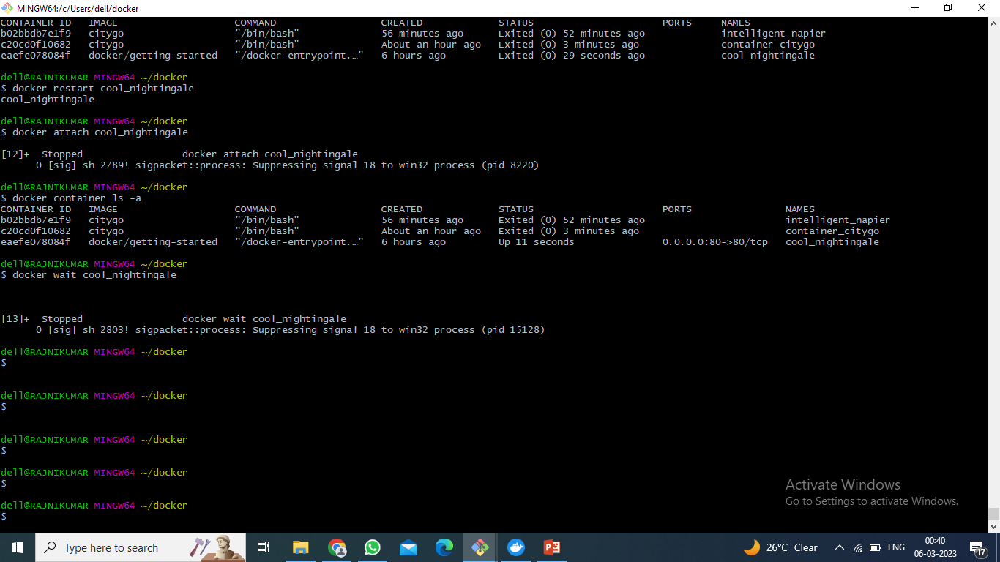 MINGW64:/c/Users/dell/docker
CONTAINER ID IMAGE COMMAND CREATED STATUS PORTS NAMES
b02bbdb7e1f9 citygo "/bin/bash" 56 minutes ago Exited (0) 52 minutes ago intelligent_napier
c20cd0f10682 citygo "/bin/bash" About an hour ago Exited (0) 3 minutes ago container_citygo
eaefe078084f docker/getting-started "/docker-entrypoint.…" 6 hours ago Exited (0) 29 seconds ago cool_nightingale
dell@RAJNIKUMAR MINGW64 ~/docker
$ docker restart cool_nightingale
cool_nightingale
dell@RAJNIKUMAR MINGW64 ~/docker
$ docker attach cool_nightingale
[12]+ Stopped docker attach cool_nightingale
0 [sig] sh 2789! sigpacket::process: Suppressing signal 18 to win32 process (pid 8220)
dell@RAJNIKUMAR MINGW64 ~/docker
$ docker container ls -a
CONTAINER ID IMAGE COMMAND CREATED STATUS PORTS NAMES
b02bbdb7e1f9 citygo "/bin/bash" 56 minutes ago Exited (0) 52 minutes ago intelligent_napier
c20cd0f10682 citygo "/bin/bash" About an hour ago Exited (0) 3 minutes ago container_citygo
eaefe078084f docker/getting-started "/docker-entrypoint.…" 6 hours ago Up 11 seconds 0.0.0.0:80->80/tcp cool_nightingale
dell@RAJNIKUMAR MINGW64 ~/docker
$ docker wait cool_nightingale
[13]+ Stopped docker wait cool_nightingale
0 [sig] sh 2803! sigpacket::process: Suppressing signal 18 to win32 process (pid 15128)
dell@RAJNIKUMAR MINGW64 ~/docker
$
dell@RAJNIKUMAR MINGW64 ~/docker
$
dell@RAJNIKUMAR MINGW64 ~/docker
$
dell@RAJNIKUMAR MINGW64 ~/docker
$
dell@RAJNIKUMAR MINGW64 ~/docker
$
Activate Windows
Go to Settings to activate Windows.
Type here to search
26°C Clear
ENG
00:40
06-03-2023
17